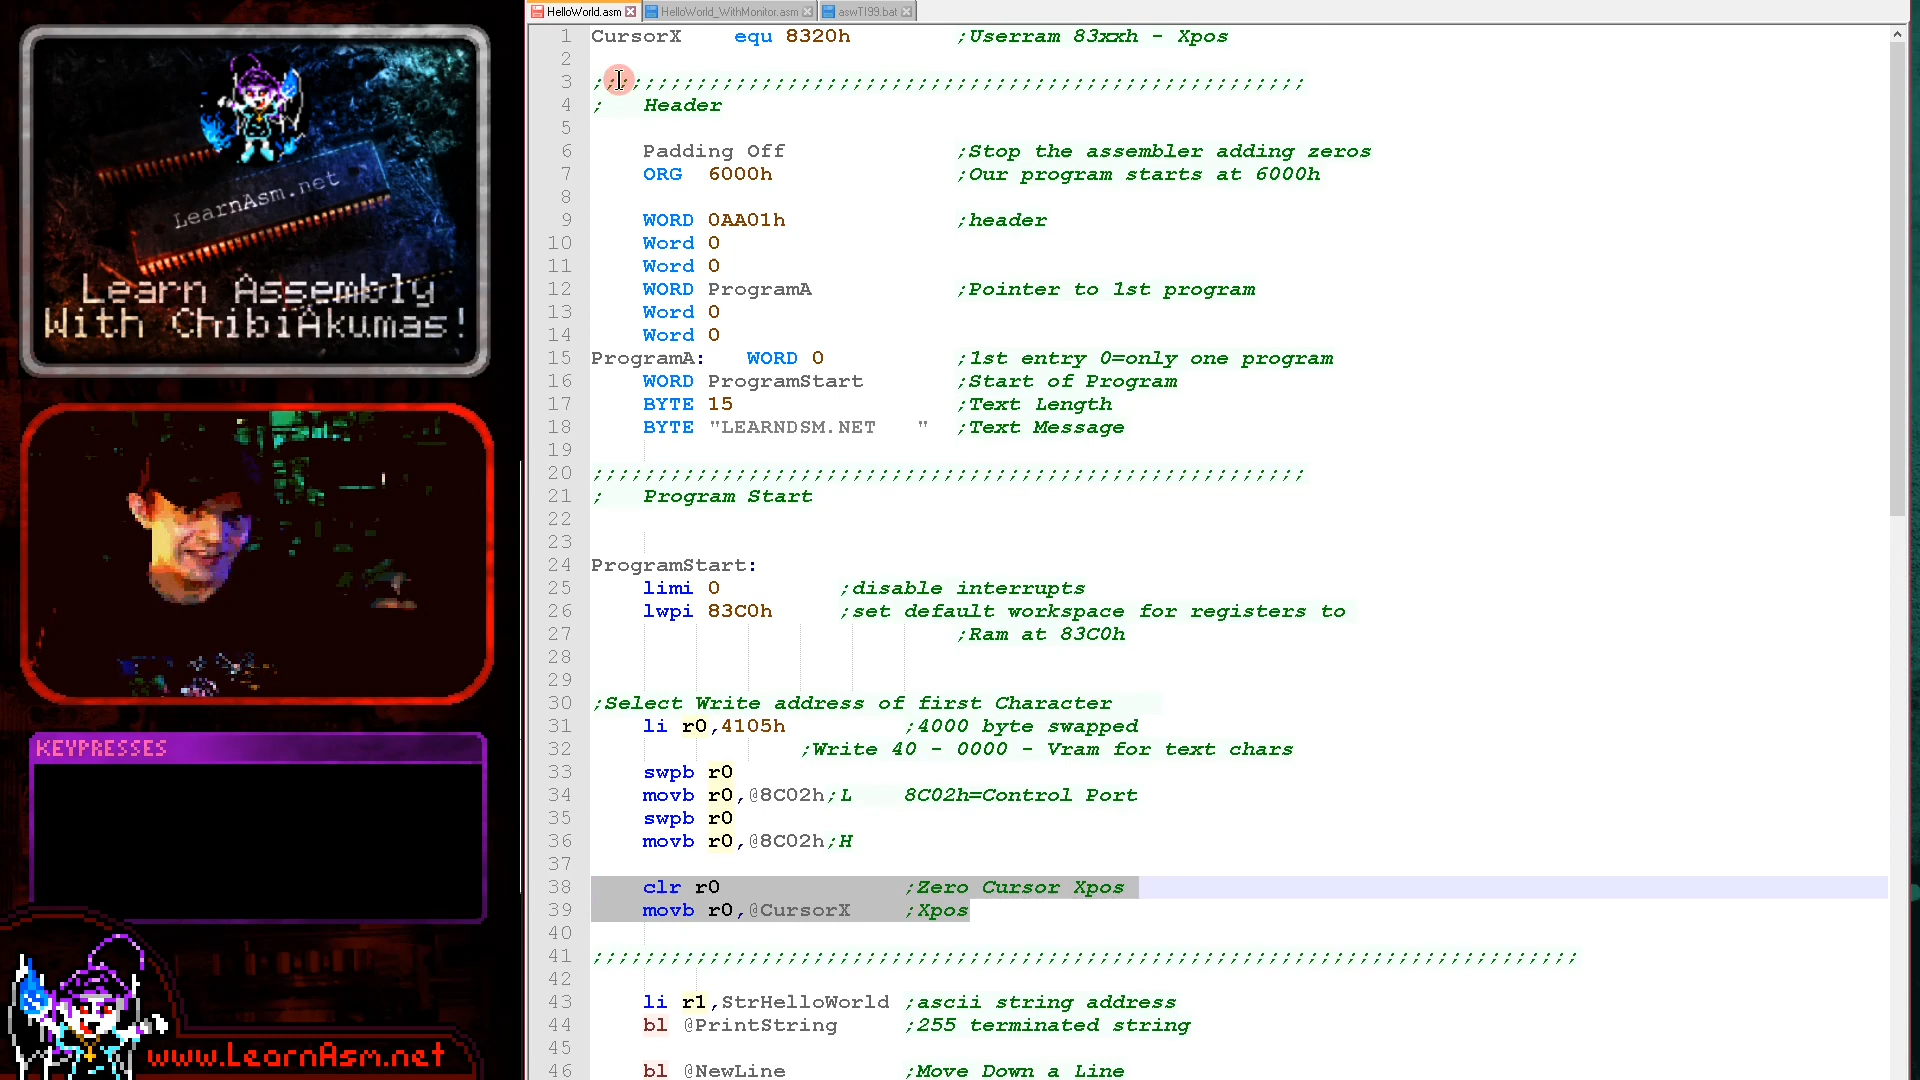 LearnAsm.net
Learn Assembly
With ChibiAkumas!
KEYPRESSES
www.LearnAsm.net
HelloWorld.asm HelloWorld_WithMonitor.asm aswTI99.bat
1 CursorX equ 8320h ;Userram 83xxh - Xpos
2
3 ;;;;;;;;;;;;;;;;;;;;;;;;;;;;;;;;;;;;;;;;;;;;;;;;;;;;;;;
4 ; Header
5
6 Padding Off ;Stop the assembler adding zeros
7 ORG 6000h ;Our program starts at 6000h
8
9 WORD 0AA01h ;header
10 Word 0
11 Word 0
12 WORD ProgramA ;Pointer to 1st program
13 Word 0
14 Word 0
15 ProgramA: WORD 0 ;1st entry 0=only one program
16 WORD ProgramStart ;Start of Program
17 BYTE 15 ;Text Length
18 BYTE "LEARNDSM.NET   " ;Text Message
19
20 ;;;;;;;;;;;;;;;;;;;;;;;;;;;;;;;;;;;;;;;;;;;;;;;;;;;;;;;
21 ; Program Start
22
23
24 ProgramStart:
25 limi 0 ;disable interrupts
26 lwpi 83C0h ;set default workspace for registers to
27 ;Ram at 83C0h
28
29
30 ;Select Write address of first Character
31 li r0,4105h ;4000 byte swapped
32 ;Write 40 - 0000 - Vram for text chars
33 swpb r0
34 movb r0,@8C02h;L 8C02h=Control Port
35 swpb r0
36 movb r0,@8C02h;H
37
38 clr r0 ;Zero Cursor Xpos
39 movb r0,@CursorX ;Xpos
40
41 ;;;;;;;;;;;;;;;;;;;;;;;;;;;;;;;;;;;;;;;;;;;;;;;;;;;;;;;;;;;;;;;;;;;;;;;;;;;;
42
43 li r1,StrHelloWorld ;ascii string address
44 bl @PrintString ;255 terminated string
45
46 bl @NewLine ;Move Down a Line